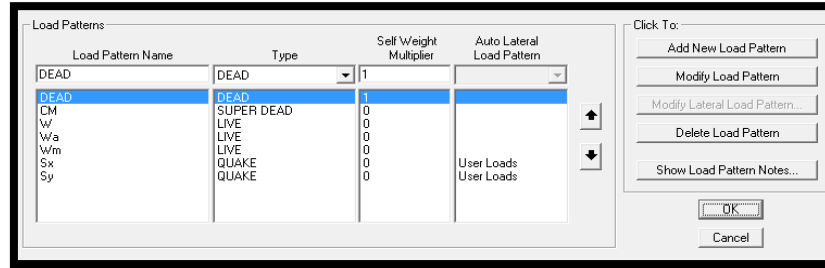 Load Patterns
Click To:
Self Weight Auto Lateral
Load Pattern Name Type Multiplier Load Pattern
DEAD DEAD 1
DEAD DEAD 1
CM SUPER DEAD 0
W LIVE 0
Wa LIVE 0
Wm LIVE 0
Sx QUAKE 0 User Loads
Sy QUAKE 0 User Loads
Add New Load Pattern
Modify Load Pattern
Modify Lateral Load Pattern...
Delete Load Pattern
Show Load Pattern Notes...
OK
Cancel